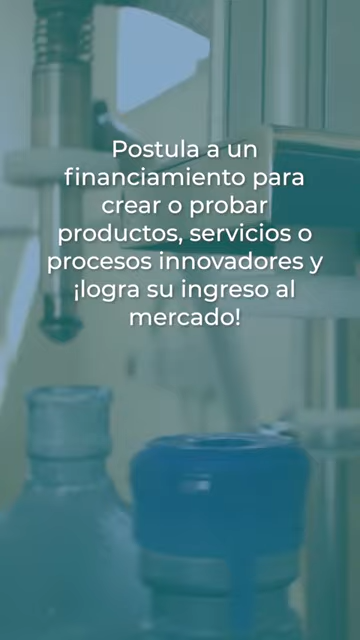 Postula a un
financiamiento para
crear o probar
productos, servicios o
procesos innovadores y
¡logra su ingreso al
mercado!